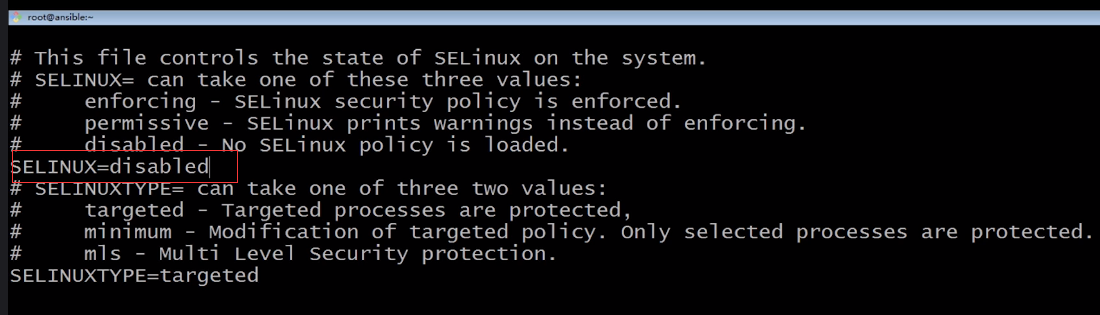 root@ansible:~
# This file controls the state of SELinux on the system.
# SELINUX= can take one of these three values:
#     enforcing - SELinux security policy is enforced.
#     permissive - SELinux prints warnings instead of enforcing.
#     disabled - No SELinux policy is loaded.
SELINUX=disabled
# SELINUXTYPE= can take one of three two values:
#     targeted - Targeted processes are protected,
#     minimum - Modification of targeted policy. Only selected processes are protected.
#     mls - Multi Level Security protection.
SELINUXTYPE=targeted